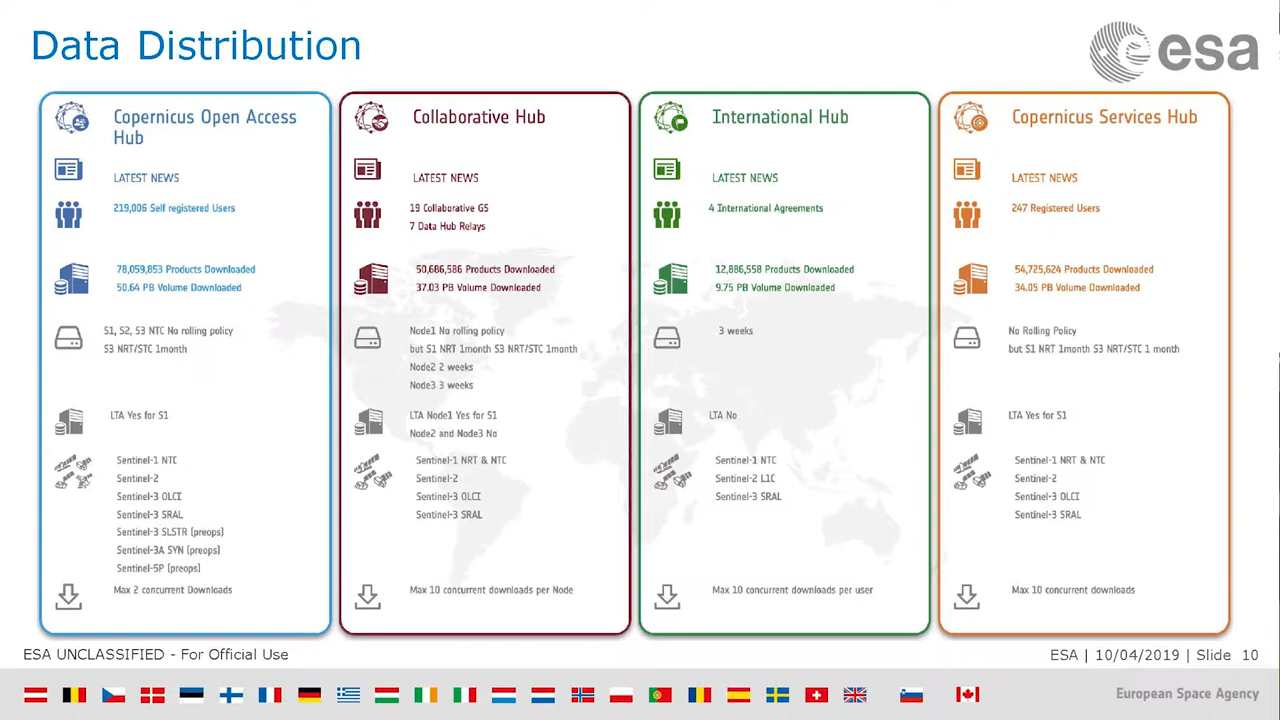 Data Distribution
esa
Copernicus Open Access
Hub
LATEST NEWS
219,006 Self registered Users
78,059,853 Products Downloaded
50.64 PB Volume Downloaded
S1, S2, S3 NTC No rolling policy
S3 NRT/STC 1month
LTA Yes for S1
Sentinel-1 NTC
Sentinel-2
Sentinel-3 OLCI
Sentinel-3 SRAL
Sentinel-3 SLSTR (preops)
Sentinel-3A SYN (preops)
Sentinel-5P (preops)
Max 2 concurrent Downloads
Collaborative Hub
LATEST NEWS
19 Collaborative GS
7 Data Hub Relays
50,686,586 Products Downloaded
37.03 PB Volume Downloaded
Node1 No rolling policy
but S1 NRT 1month S3 NRT/STC 1month
Node2 2 weeks
Node3 3 weeks
LTA Node1 Yes for S1
Node2 and Node3 No
Sentinel-1 NRT & NTC
Sentinel-2
Sentinel-3 OLCI
Sentinel-3 SRAL
Max 10 concurrent downloads per Node
International Hub
LATEST NEWS
4 International Agreements
12,886,558 Products Downloaded
9.75 PB Volume Downloaded
3 weeks
LTA No
Sentinel-1 NTC
Sentinel-2 L1C
Sentinel-3 SRAL
Max 10 concurrent downloads per user
Copernicus Services Hub
LATEST NEWS
247 Registered Users
54,725,624 Products Downloaded
34.05 PB Volume Downloaded
No Rolling Policy
but S1 NRT 1month S3 NRT/STC 1 month
LTA Yes for S1
Sentinel-1 NRT & NTC
Sentinel-2
Sentinel-3 OLCI
Sentinel-3 SRAL
Max 10 concurrent downloads
ESA UNCLASSIFIED - For Official Use
ESA | 10/04/2019 | Slide 10
European Space Agency